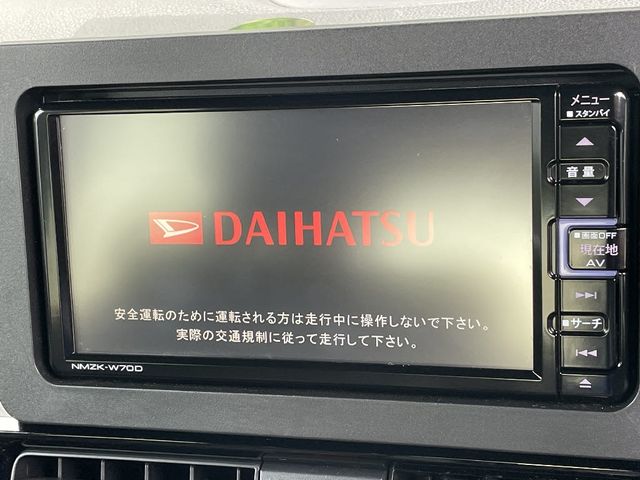 DAIHATSU
安全運転のために運転される方は走行中に操作しないで下さい。
実際の交通規制に従って走行して下さい。
NMZK-W70D
メニュー
■スタンバイ
音量
■画面OFF
現在地
AV
■サーチ